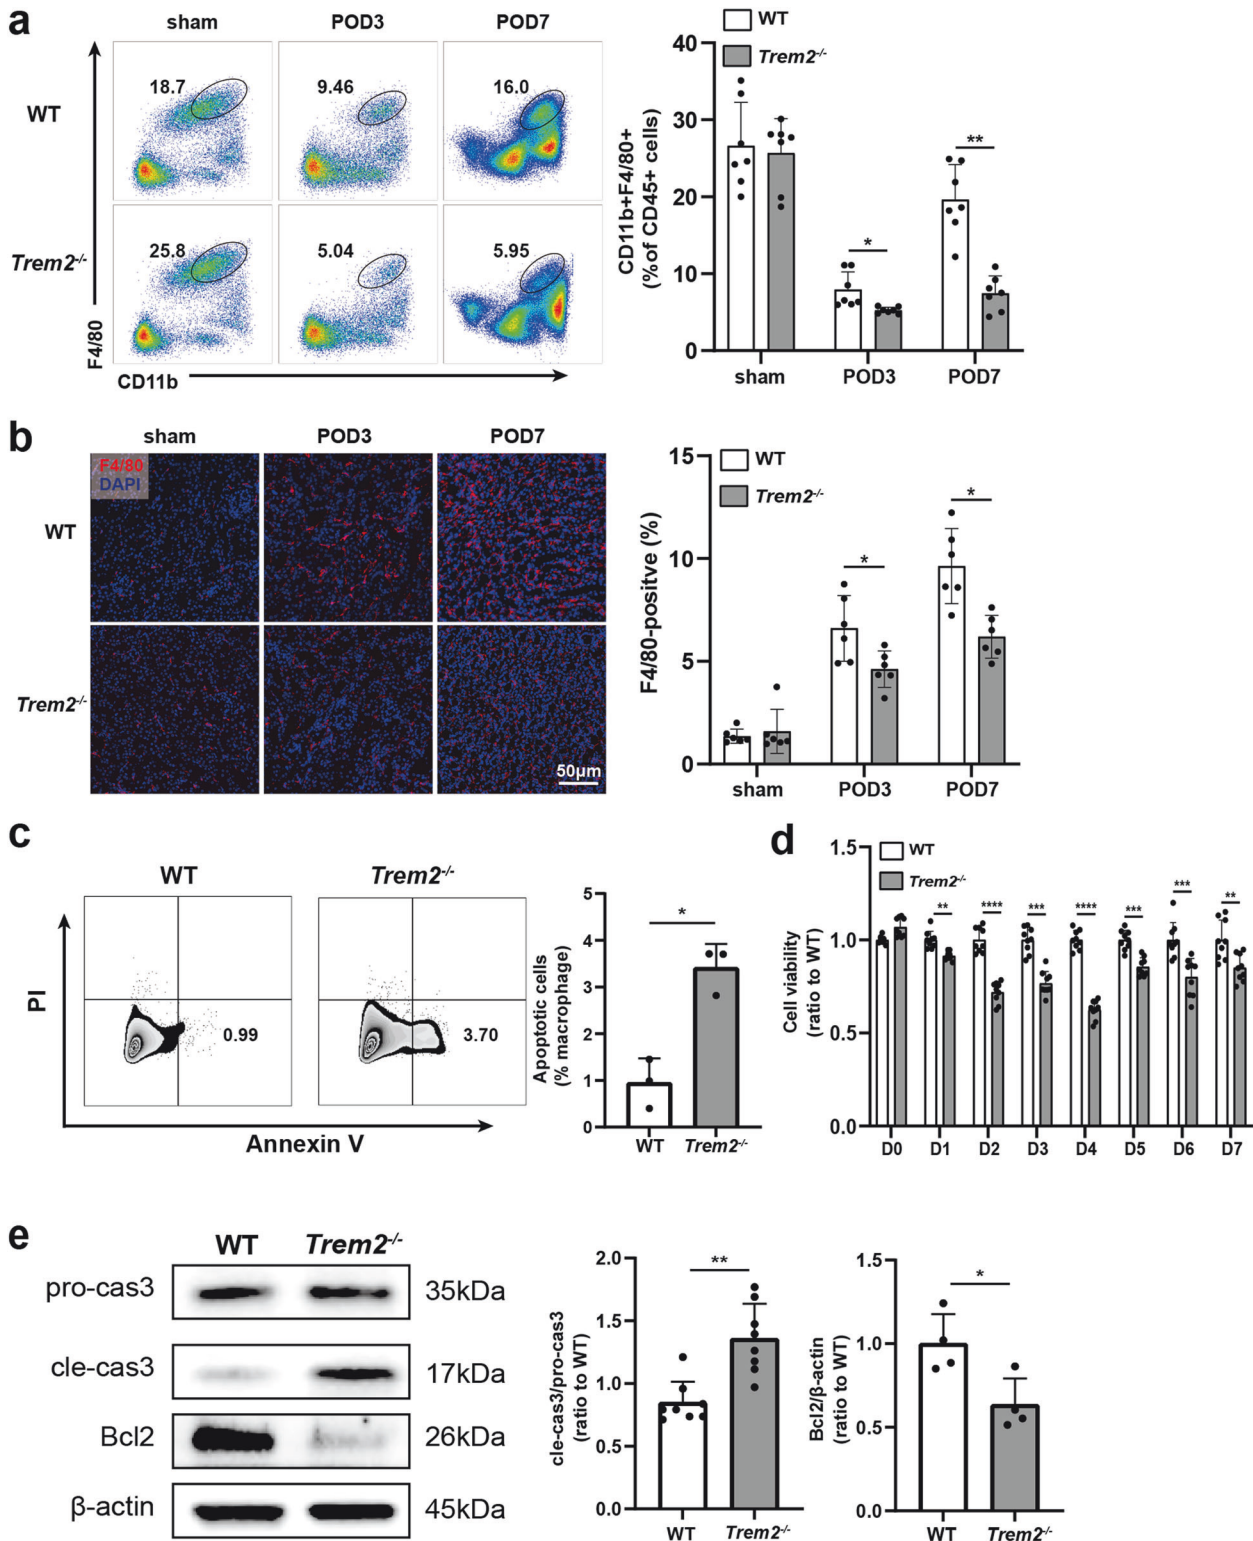 a
sham POD3 POD7
WT
18.7 9.46 16.0
Trem2-/-
25.8 5.04 5.95
F4/80
CD11b
WT
Trem2-/-
CD11b+F4/80+
(% of CD45+ cells)
40
30
20
10
0
* **
sham POD3 POD7
b
sham POD3 POD7
F4/80
DAPI
WT
Trem2-/-
50μm
WT
Trem2-/-
F4/80-positve (%)
15
10
5
0
* *
sham POD3 POD7
c
WT Trem2-/-
PI
0.99 3.70
Annexin V
Apoptotic cells
(% macrophage)
5
4
3
2
1
0
*
WT Trem2-/-
d
WT
Trem2-/-
Cell viability
(ratio to WT)
1.5
1.0
0.5
0.0
** **** *** **** *** *** **
D0 D1 D2 D3 D4 D5 D6 D7
e
WT Trem2-/-
pro-cas3 35kDa
cle-cas3 17kDa
Bcl2 26kDa
β-actin 45kDa
cle-cas3/pro-cas3
(ratio to WT)
2.0
1.5
1.0
0.5
0.0
**
WT Trem2-/-
Bcl2/β-actin
(ratio to WT)
1.5
1.0
0.5
0.0
*
WT Trem2-/-